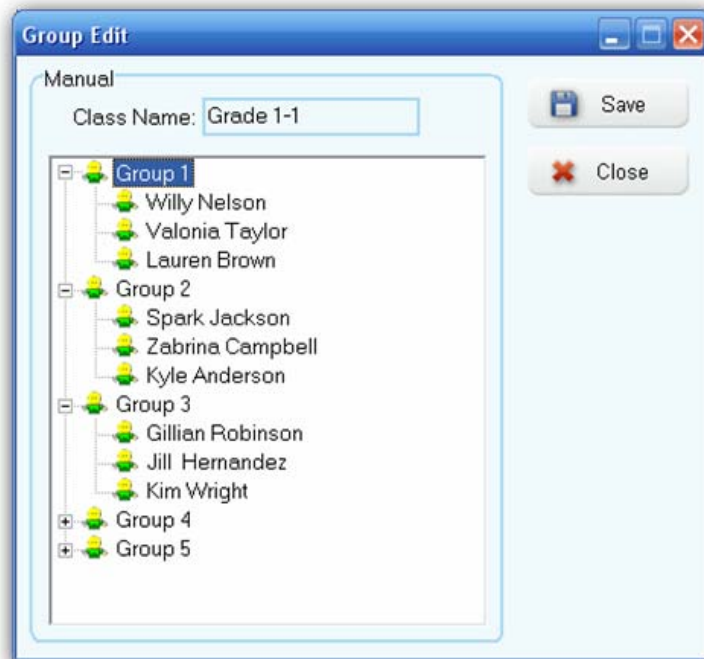 Group Edit
Manual
Class Name: Grade 1-1
Save
Close
Group 1
Willy Nelson
Valonia Taylor
Lauren Brown
Group 2
Spark Jackson
Zabrina Campbell
Kyle Anderson
Group 3
Gillian Robinson
Jill Hernandez
Kim Wright
Group 4
Group 5